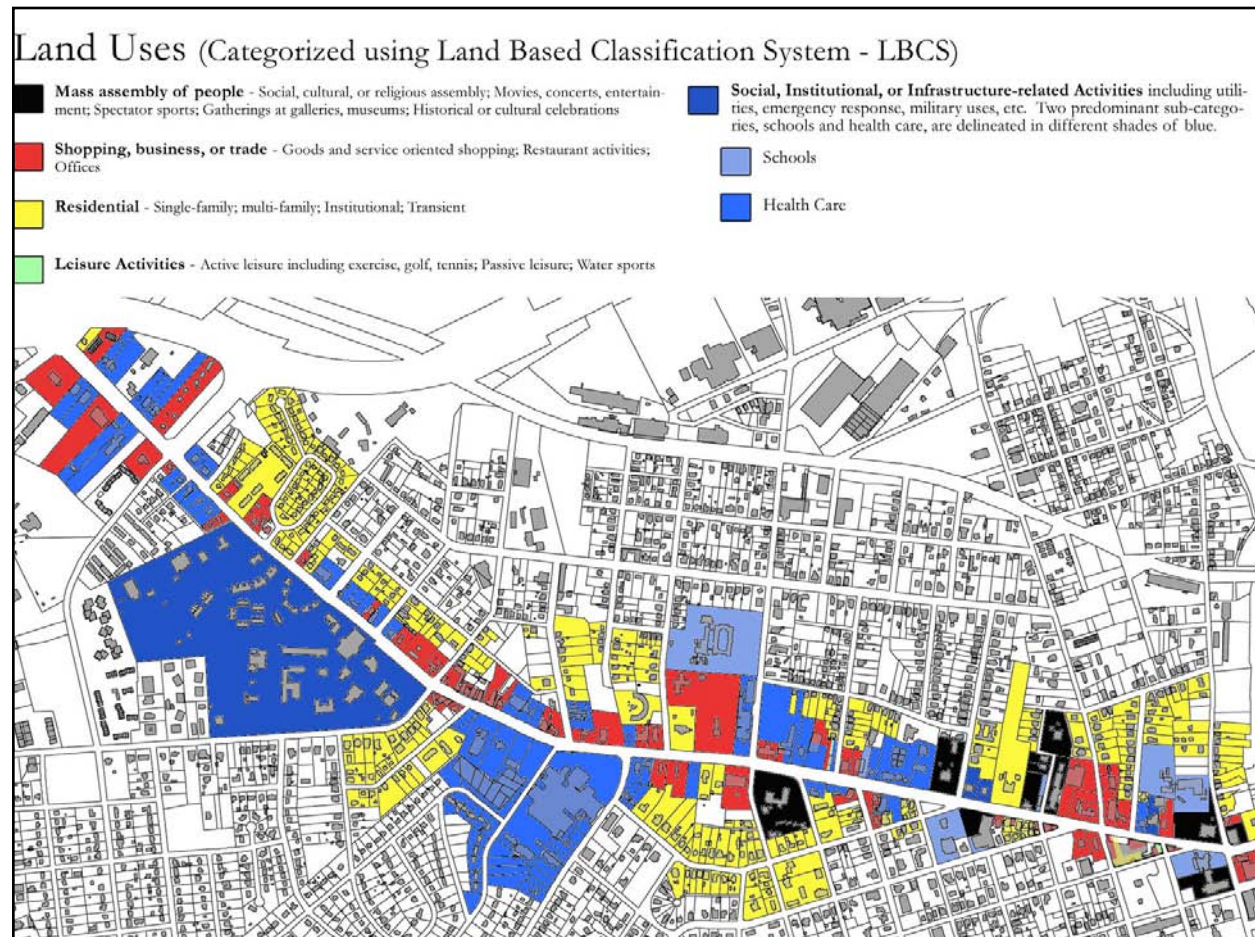 Land Uses (Categorized using Land Based Classification System - LBCS)
Mass assembly of people - Social, cultural, or religious assembly; Movies, concerts, entertain-
ment; Spectator sports; Gatherings at galleries, museums; Historical or cultural celebrations
Shopping, business, or trade - Goods and service oriented shopping; Restaurant activities;
Offices
Residential - Single-family; multi-family; Institutional; Transient
Leisure Activities - Active leisure including exercise, golf, tennis; Passive leisure; Water sports
Social, Institutional, or Infrastructure-related Activities including utili-
ties, emergency response, military uses, etc. Two predominant sub-catego-
ries, schools and health care, are delineated in different shades of blue.
Schools
Health Care